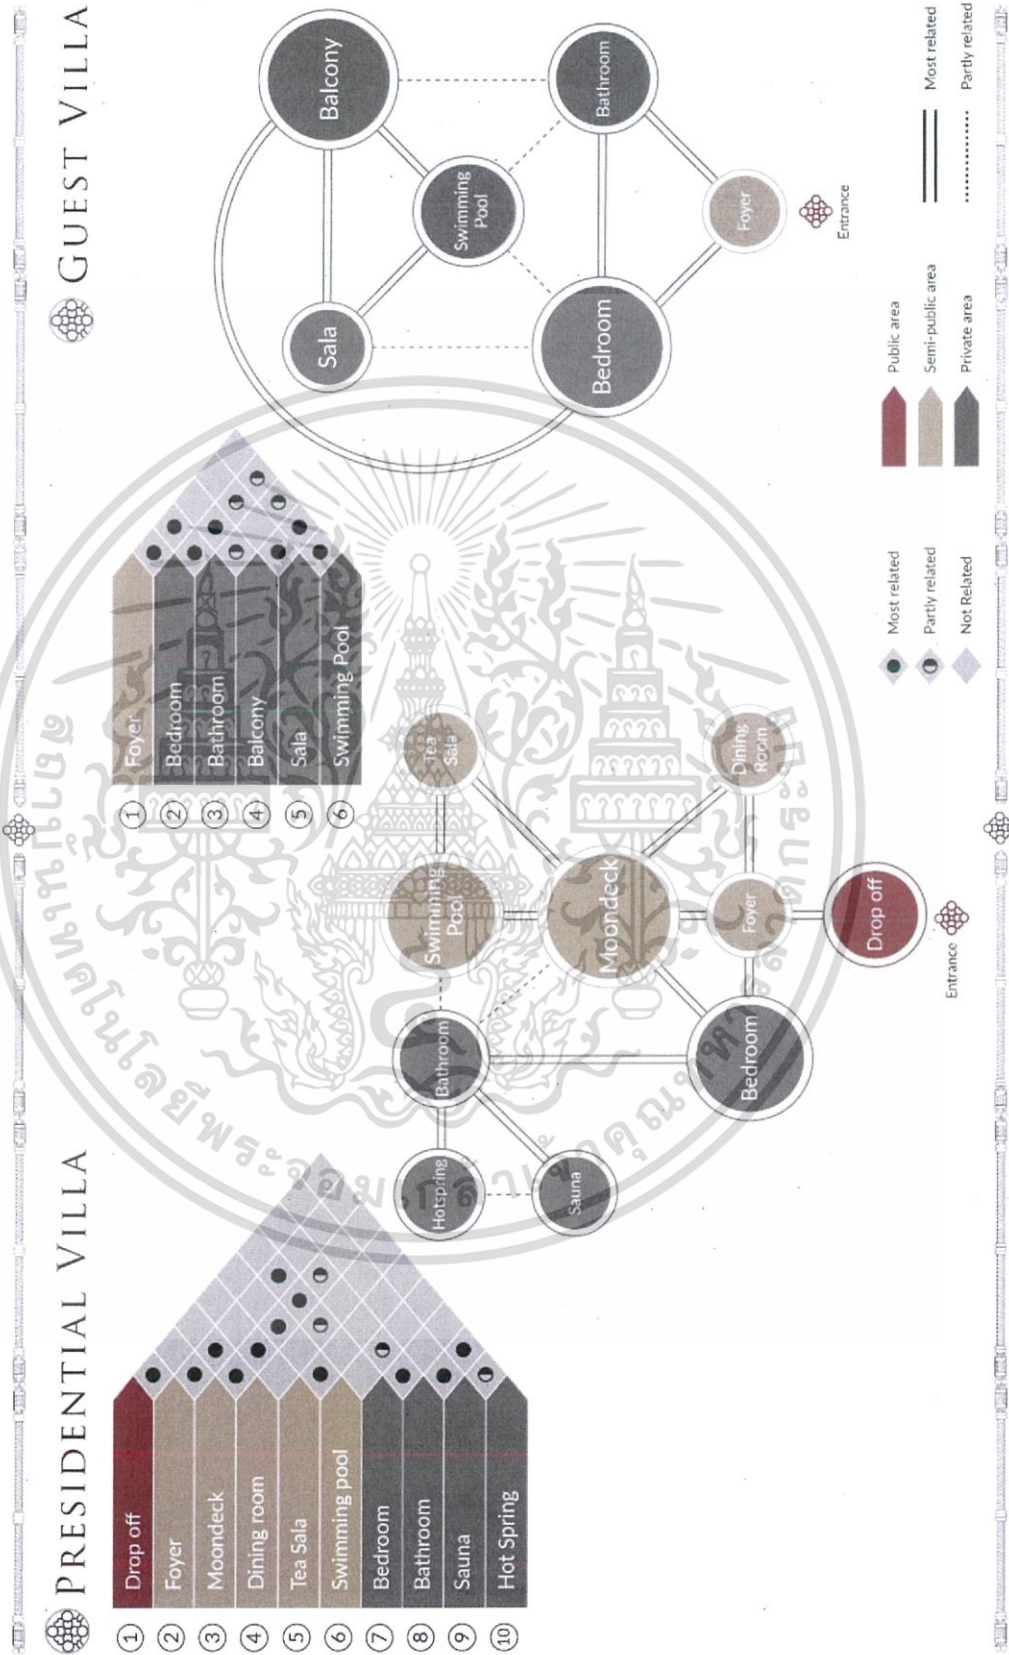 PRESIDENTIAL VILLA
① Drop off
② Foyer
③ Moondeck
④ Dining room
⑤ Tea Sala
⑥ Swimming pool
⑦ Bedroom
⑧ Bathroom
⑨ Sauna
⑩ Hot Spring
Hotspring
Bathroom
Swimming
Pool
Tea
Sala
Sauna
Moondeck
Bedroom
Foyer
Dining
Room
Drop off
Entrance
① Foyer
② Bedroom
③ Bathroom
④ Balcony
⑤ Sala
⑥ Swimming Pool
Most related
Partly related
Not Related
GUEST VILLA
Sala
Balcony
Swimming
Pool
Bedroom
Bathroom
Foyer
Entrance
Public area
Semi-public area
Private area
Most related
Partly related